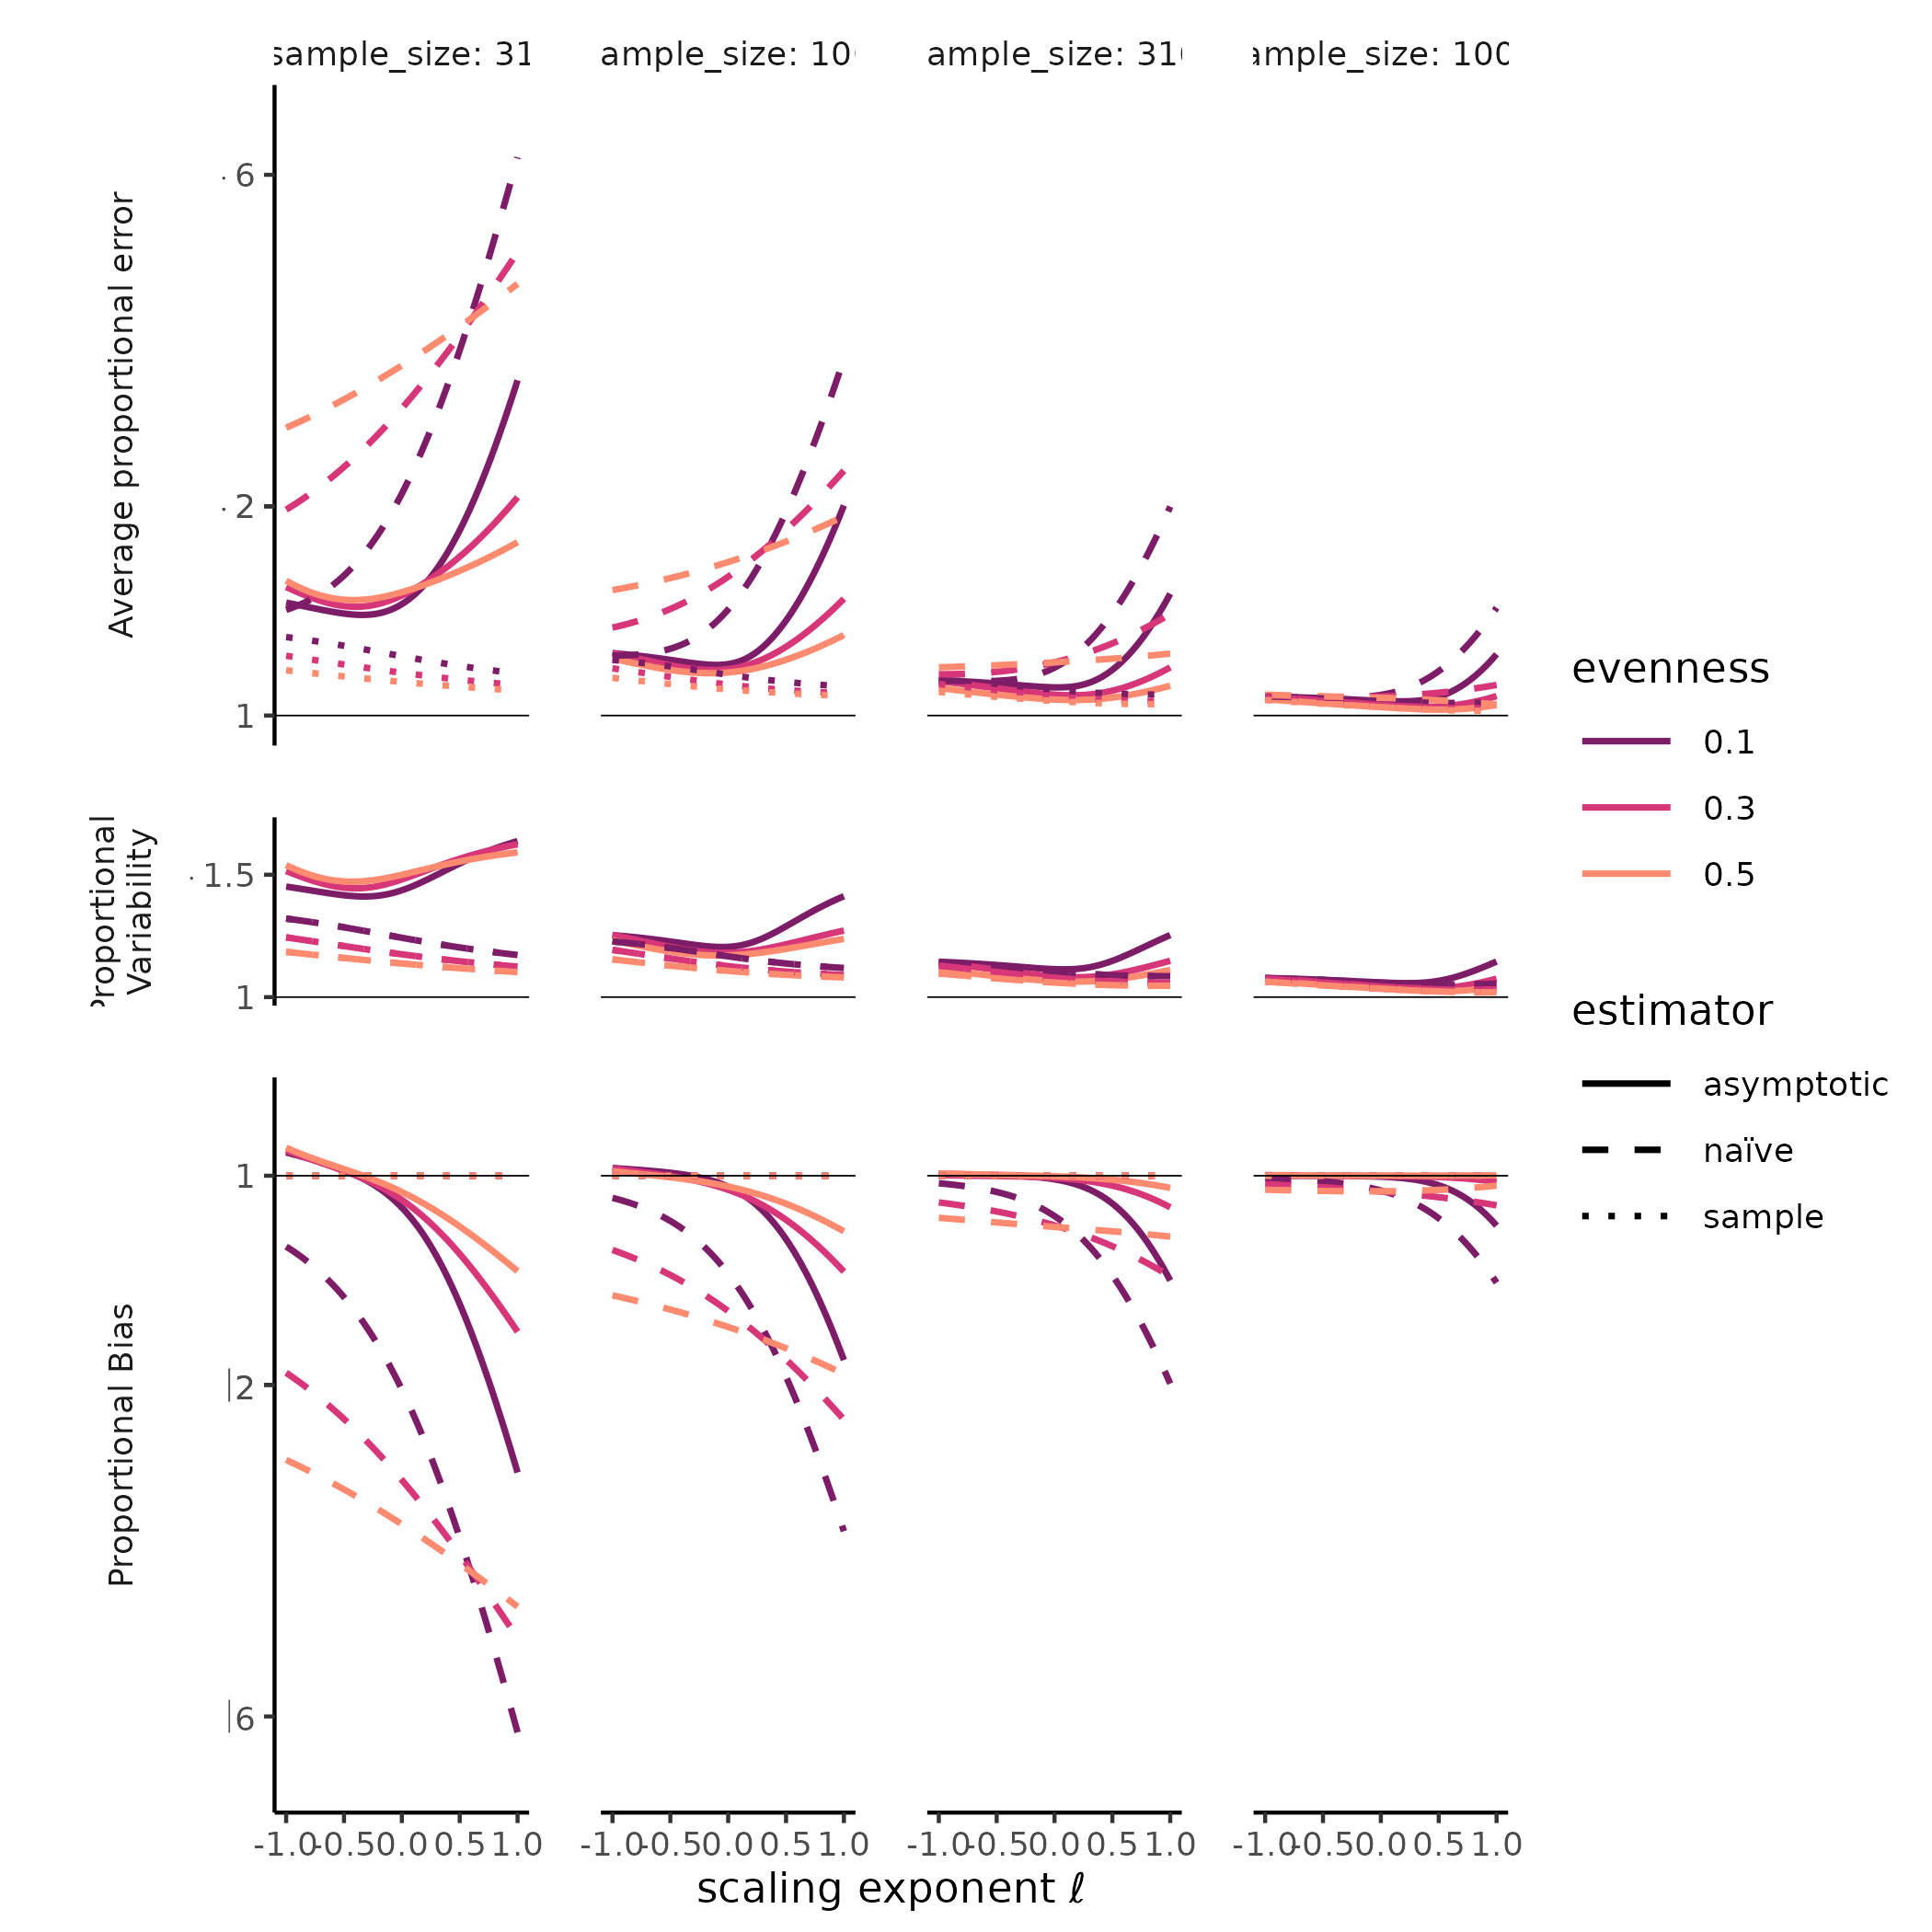 sample_size: 31
ample_size: 10
ample_size: 31
ample_size: 100
Average proportional error
· 6
· 2
1
Proportional
Variability
· 1.5
1
Proportional Bias
1
|2
|6
-1.0 -0.5 0.0 0.5 1.0
-1.0 -0.5 0.0 0.5 1.0
-1.0 -0.5 0.0 0.5 1.0
-1.0 -0.5 0.0 0.5 1.0
scaling exponent ℓ
evenness
0.1
0.3
0.5
estimator
asymptotic
naïve
sample